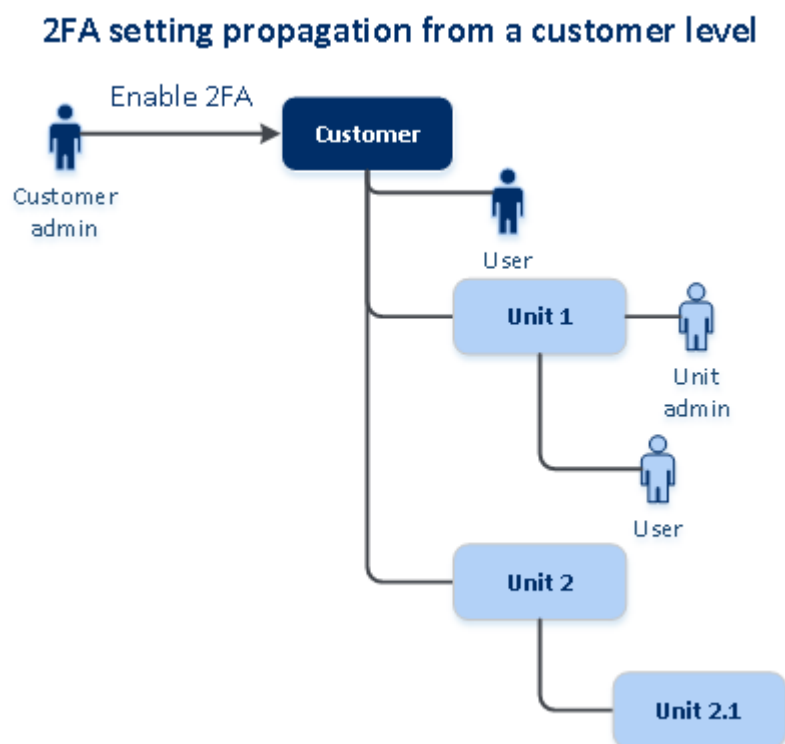 2FA setting propagation from a customer level
Enable 2FA
Customer
Customer
admin
User
Unit 1
Unit
admin
User
Unit 2
Unit 2.1